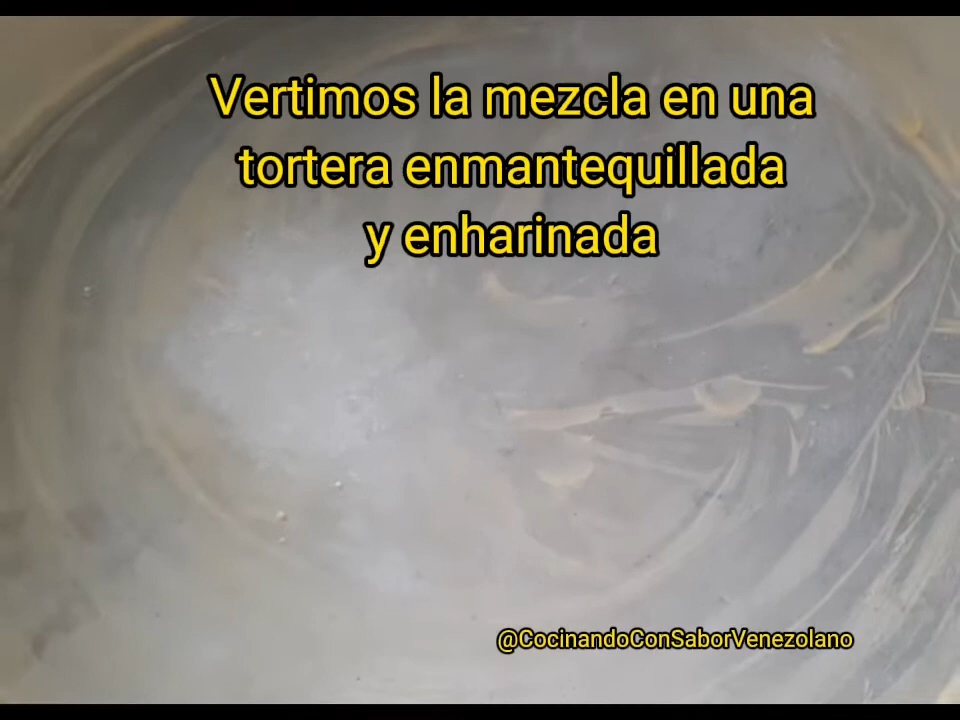 Vertimos la mezcla en una
tortera enmantequillada
y enharinada
@CocinandoConSaborVenezolano